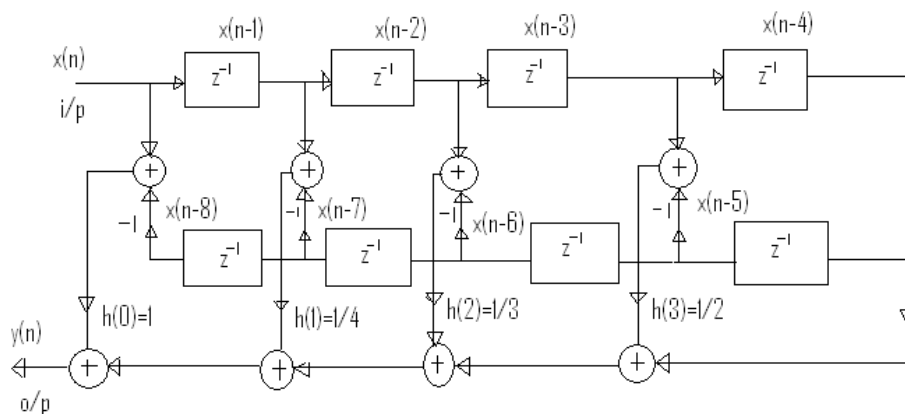 x(n-1) x(n-2) x(n-3) x(n-4)
x(n)
z⁻¹ z⁻¹ z⁻¹ z⁻¹
i/p
+ + + +
-1 x(n-8) -1 x(n-7) -1 x(n-6) -1 x(n-5)
z⁻¹ z⁻¹ z⁻¹ z⁻¹
h(0)=1 h(1)=1/4 h(2)=1/3 h(3)=1/2
y(n)
+ + + +
o/p